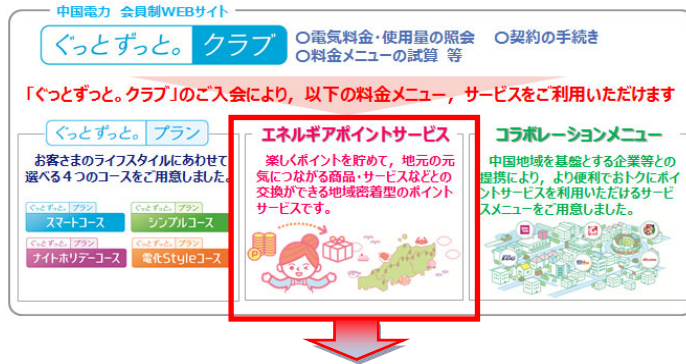 中国電力 会員制WEBサイト
ぐっとずっと。クラブ
○電気料金・使用量の照会 ○契約の手続き
○料金メニューの試算 等
「ぐっとずっと。クラブ」のご入会により，以下の料金メニュー，サービスをご利用いただけます
ぐっとずっと。プラン
お客さまのライフスタイルにあわせて
選べる４つのコースをご用意しました。
ぐっとずっと。プラン
スマートコース
ぐっとずっと。プラン
シンプルコース
ぐっとずっと。プラン
ナイトホリデーコース
ぐっとずっと。プラン
電化Styleコース
エネルギアポイントサービス
楽しくポイントを貯めて，地元の元
気につながる商品・サービスなどとの
交換ができる地域密着型のポイント
サービスです。
P
コラボレーションメニュー
中国地域を基盤とする企業等との
提携により，より便利でおトクにポイ
ントサービスを利用いただけるサービ
スメニューをご用意しました。